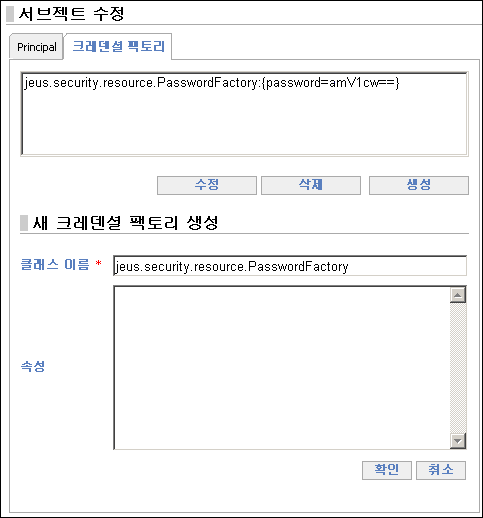 서브젝트 수정
Principal 크레덴셜 팩토리
jeus.security.resource.PasswordFactory:{password=amV1cw==}
수정 삭제 생성
새 크레덴셜 팩토리 생성
클래스 이름 * jeus.security.resource.PasswordFactory
속성
확인 취소